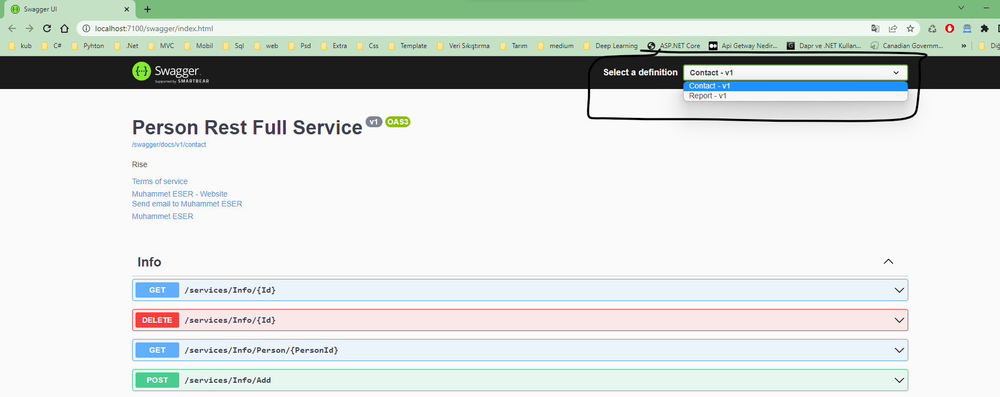 Swagger UI
localhost:7100/swagger/index.html
kub C# Pyhton .Net MVC Mobil Sql web Psd Extra Css Template Veri Sıkıştırma Tarım medium Deep Learning ASP.NET Core Api Getway Nedir... Dapr ve .NET Kullan... Canadian Governm... » Diğ
Swagger
Supported by SMARTBEAR
Select a definition Contact - v1
Contact - v1
Report - v1
Person Rest Full Service v1 OAS3
/swagger/docs/v1/contact
Rise
Terms of service
Muhammet ESER - Website
Send email to Muhammet ESER
Muhammet ESER
Info
GET /services/Info/{Id}
DELETE /services/Info/{Id}
GET /services/Info/Person/{PersonId}
POST /services/Info/Add